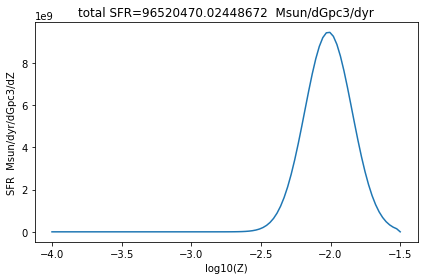 total SFR=96520470.02448672 Msun/dGpc3/dyr
1e9
8
6
4
2
0
SFR Msun/dyr/dGpc3/dZ
−4.0 −3.5 −3.0 −2.5 −2.0 −1.5
log10(Z)